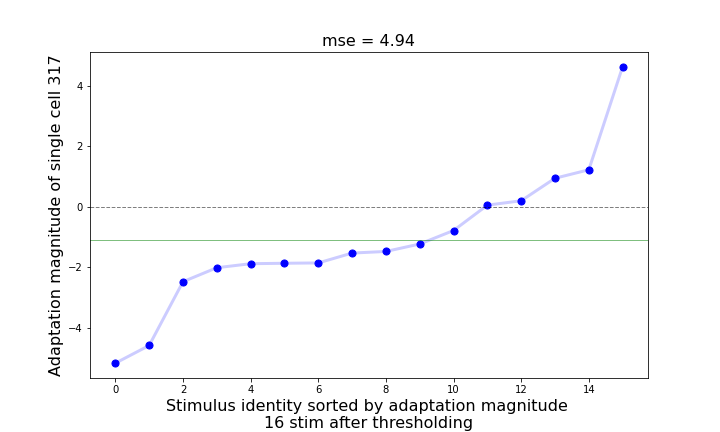 mse = 4.94
Adaptation magnitude of single cell 317
4
2
0
−2
−4
0 2 4 6 8 10 12 14
Stimulus identity sorted by adaptation magnitude
16 stim after thresholding